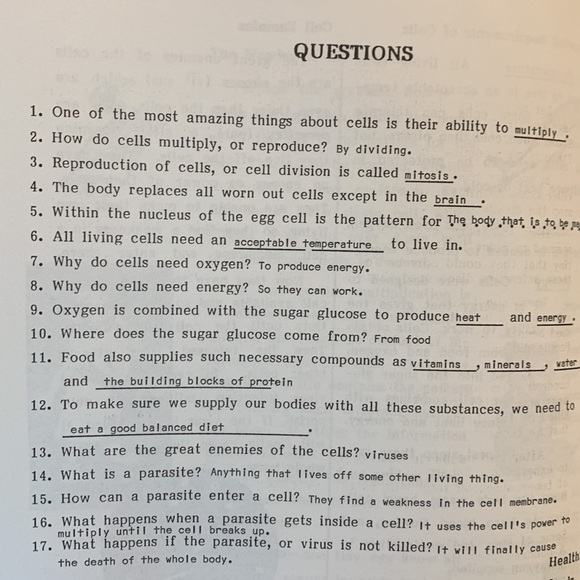 QUESTIONS
1. One of the most amazing things about cells is their ability to multiply.
2. How do cells multiply, or reproduce? By dividing.
3. Reproduction of cells, or cell division is called mitosis.
4. The body replaces all worn out cells except in the brain.
5. Within the nucleus of the egg cell is the pattern for The body that is to be
6. All living cells need an acceptable temperature to live in.
7. Why do cells need oxygen? To produce energy.
8. Why do cells need energy? So they can work.
9. Oxygen is combined with the sugar glucose to produce heat and energy.
10. Where does the sugar glucose come from? From food
11. Food also supplies such necessary compounds as vitamins, minerals, water
and the building blocks of protein
12. To make sure we supply our bodies with all these substances, we need to
eat a good balanced diet.
13. What are the great enemies of the cells? viruses
14. What is a parasite? Anything that lives off some other living thing.
15. How can a parasite enter a cell? They find a weakness in the cell membrane.
16. What happens when a parasite gets inside a cell? It uses the cell's power to
multiply until the cell breaks up.
17. What happens if the parasite, or virus is not killed? It will finally cause
the death of the whole body.
Health